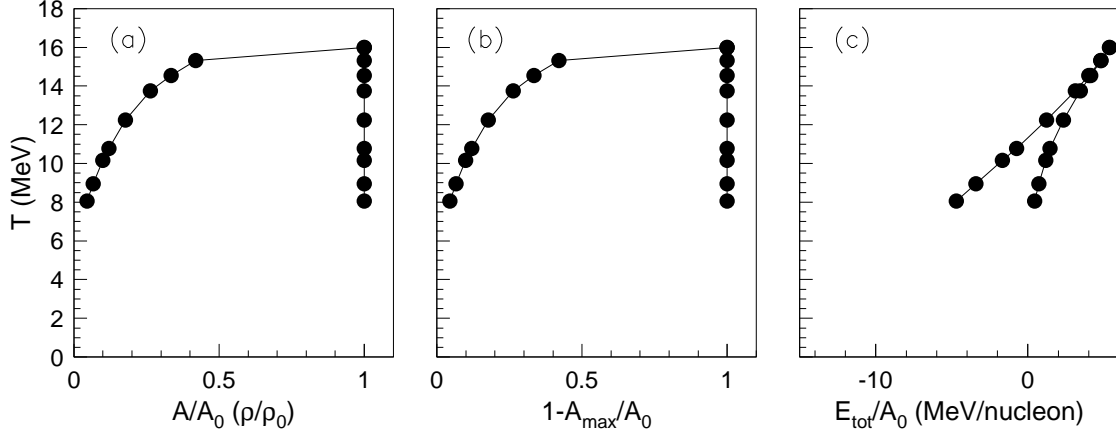 18
16
14
12
10
8
6
4
2
0
T (MeV)
(a)
(b)
(c)
0 0.5 1
0 0.5 1
-10 0
A/A0 (ρ/ρ0)
1-Amax/A0
Etot/A0 (MeV/nucleon)